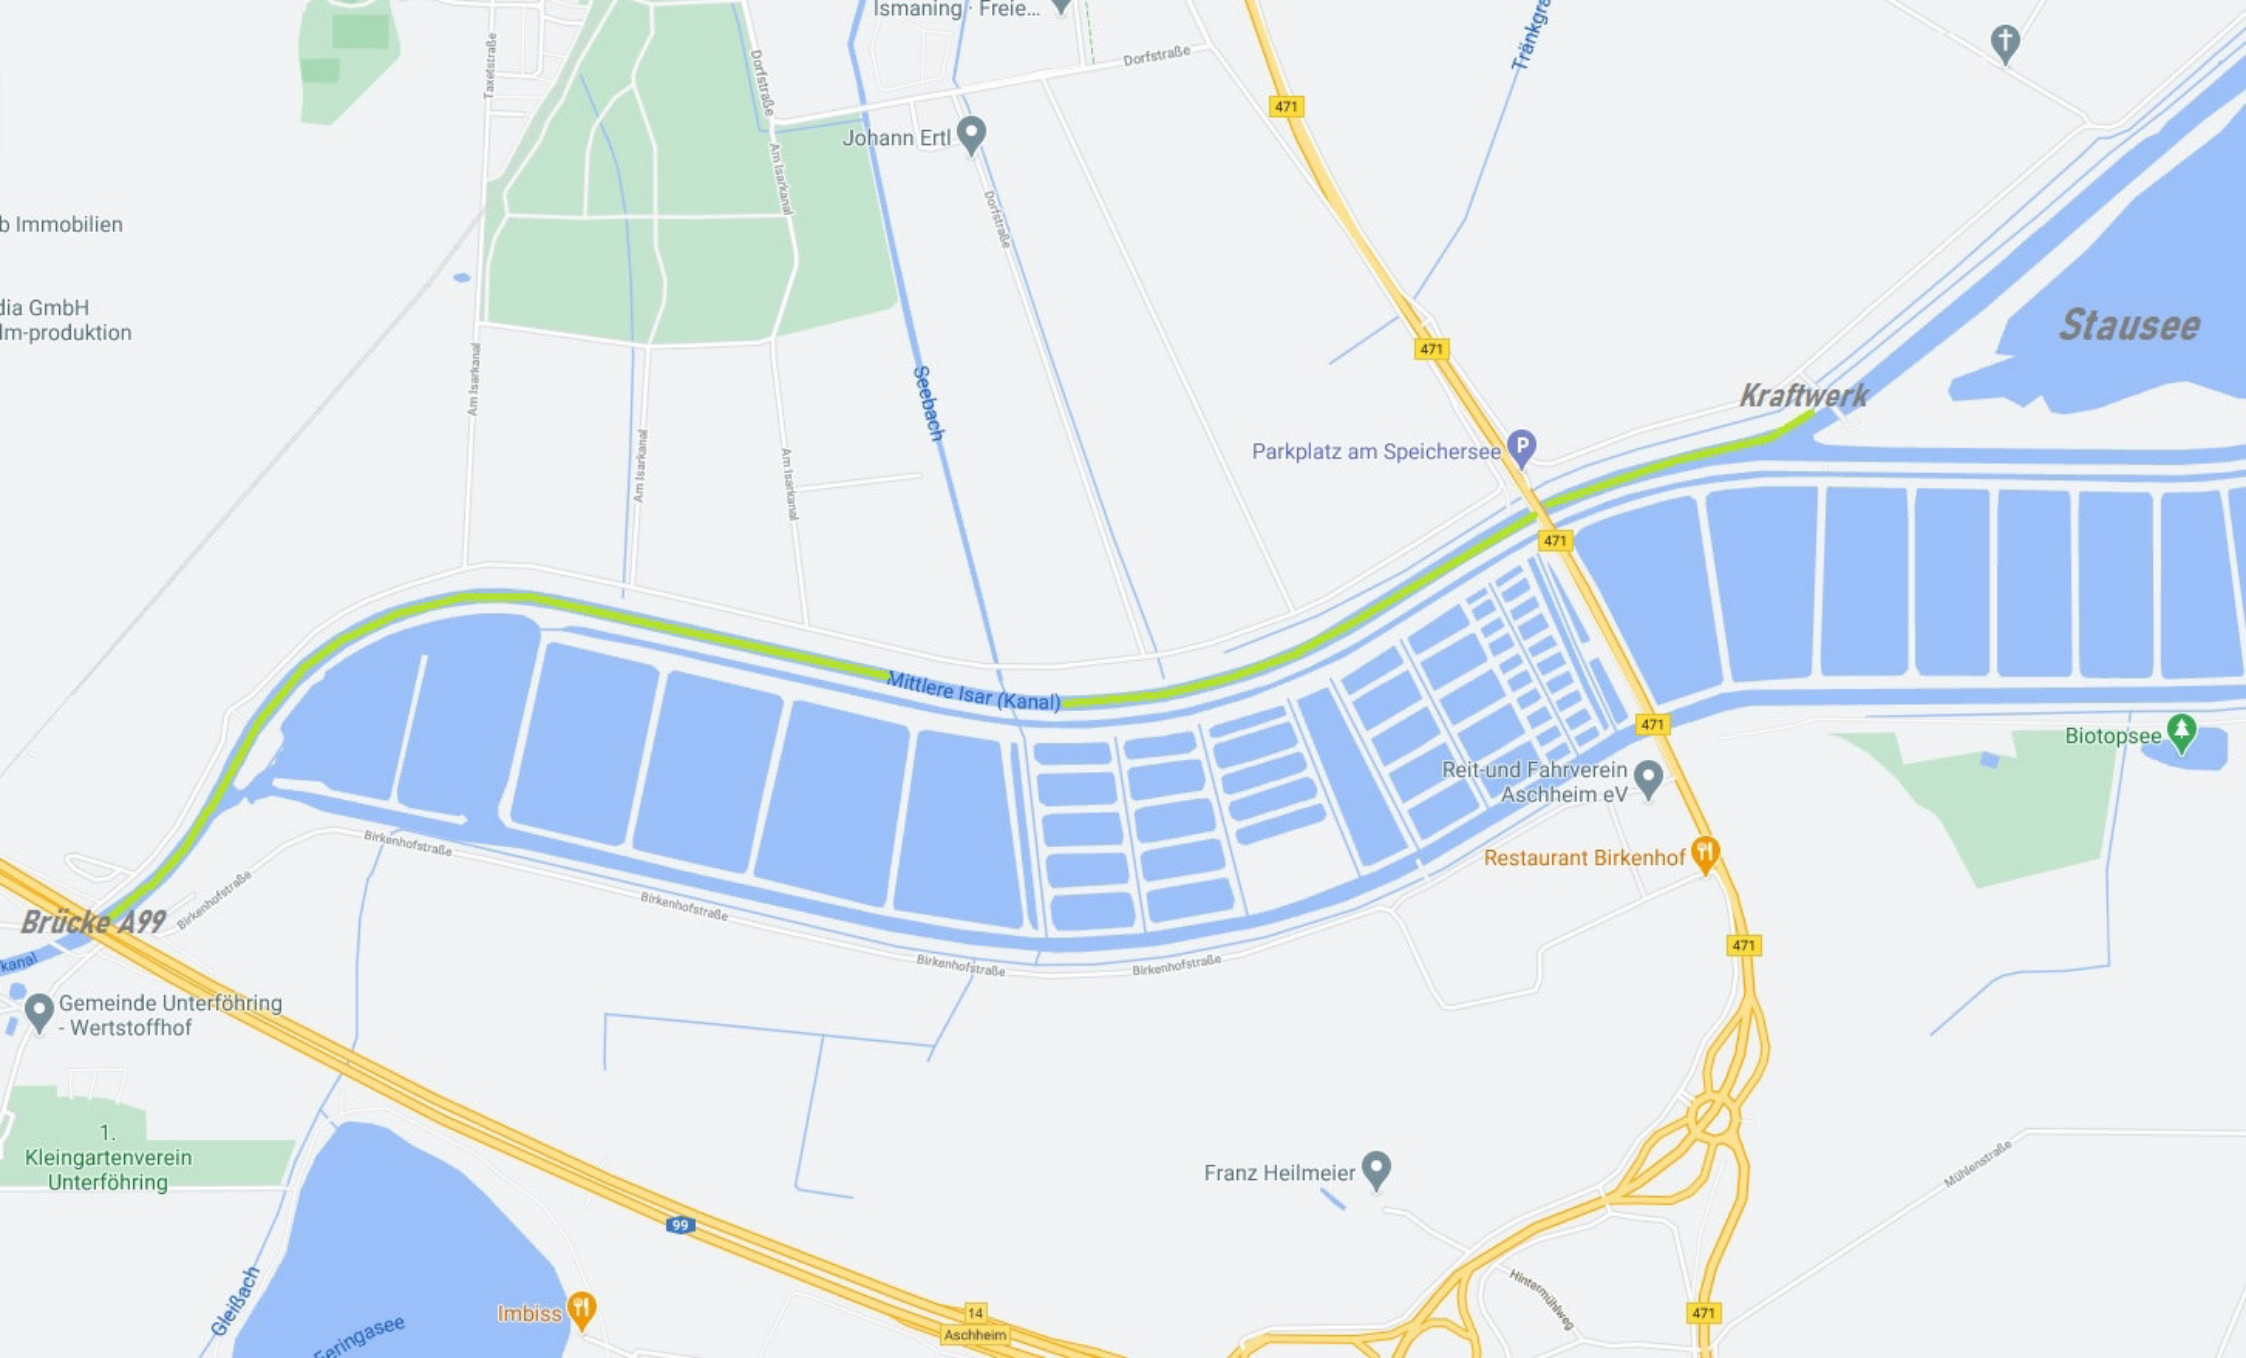 Ismaning · Freie...
Taxetstraße
Dorfstraße
Dorfstraße
Tränkgra
471
Johann Ertl
Am Isarkanal
Dorfstraße
b Immobilien
dia GmbH
lm-produktion
Stausee
471
Am Isarkanal
Seebach
Kraftwerk
Am Isarkanal
Am Isarkanal
Parkplatz am Speichersee
P
471
Mittlere Isar (Kanal)
471
Biotopsee
Reit-und Fahrverein
Aschheim eV
Birkenhofstraße
Restaurant Birkenhof
Birkenhofstraße
Birkenhofstraße
Brücke A99
471
kanal
Birkenhofstraße
Birkenhofstraße
Gemeinde Unterföhring
- Wertstoffhof
1.
Kleingartenverein
Unterföhring
Mühlenstraße
Franz Heilmeier
99
Gleißach
Hintermühlweg
Imbiss
14
Aschheim
471
Feringasee